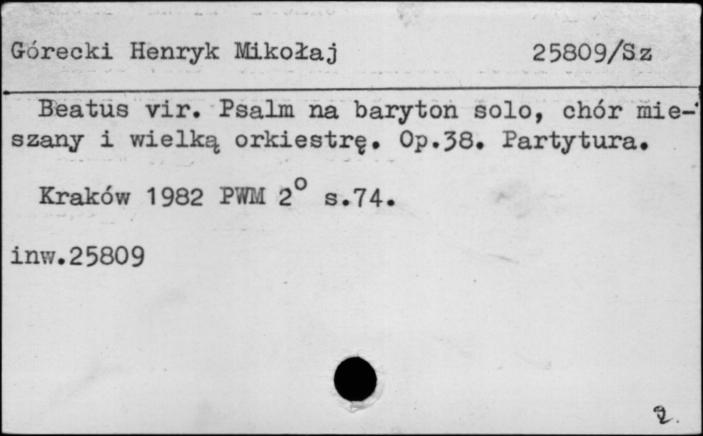 Górecki Henryk Mikołaj 25809/Sz
Beatus vir. Psalm na baryton solo, chór mie-
szany i wielką orkiestrę. Op.38. Partytura.
Kraków 1982 PWM 2° s.74.
inw.25809
2.